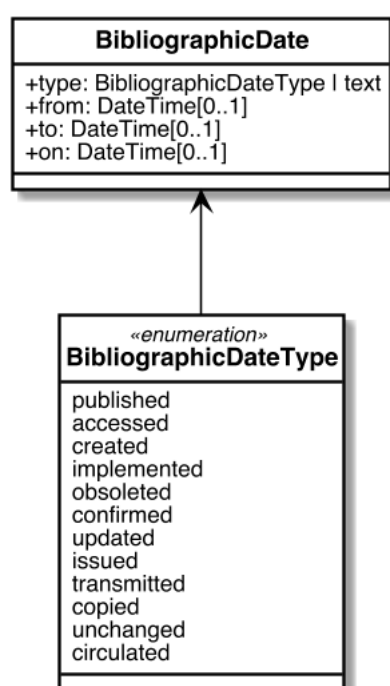 BibliographicDate
+type: BibliographicDateType | text
+from: DateTime[0..1]
+to: DateTime[0..1]
+on: DateTime[0..1]
«enumeration»
BibliographicDateType
published
accessed
created
implemented
obsoleted
confirmed
updated
issued
transmitted
copied
unchanged
circulated